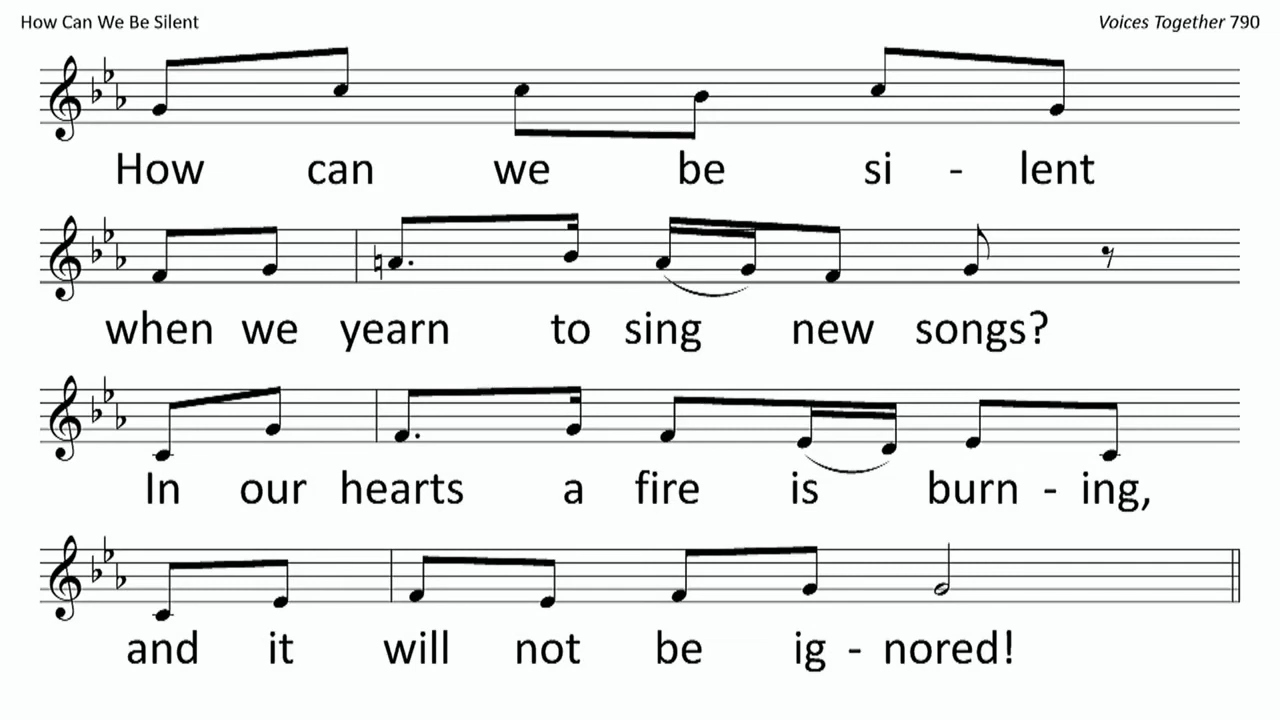 How Can We Be Silent
Voices Together 790
How can we be si - lent
when we yearn to sing new songs?
In our hearts a fire is burn - ing,
and it will not be ig - nored!